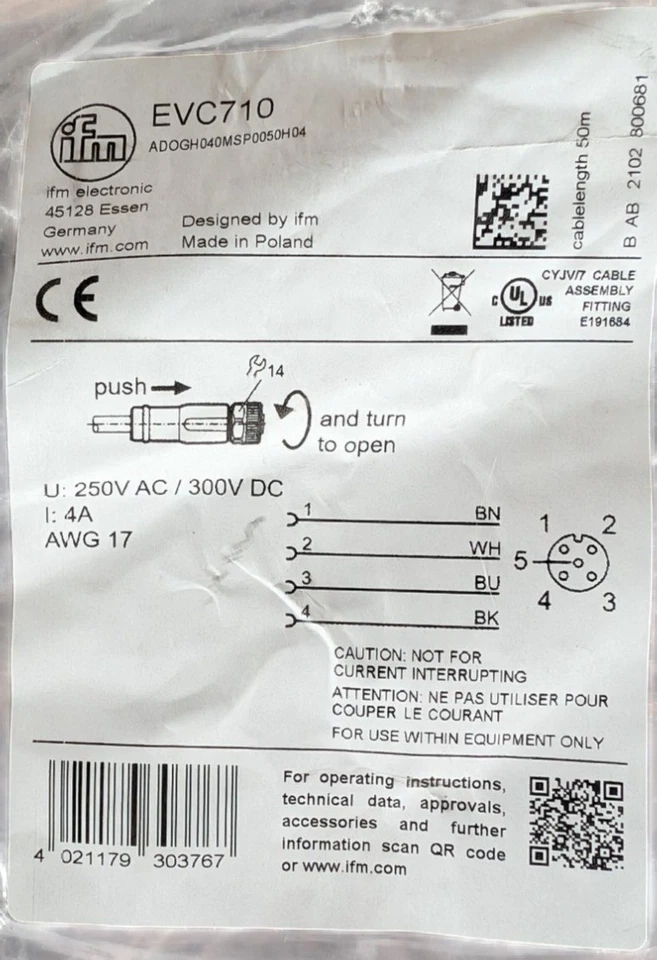 ifm
EVC710
ADOGH040MSP0050H04
ifm electronic
45128 Essen
Germany
www.ifm.com
Designed by ifm
Made in Poland
cablelength 50m
B AB 2102 800681
CE
c UL US
LISTED
CYJV/7 CABLE
ASSEMBLY
FITTING
E191684
14
push
and turn
to open
U: 250V AC / 300V DC
I: 4A
AWG 17
1 BN
2 WH
3 BU
4 BK
1 2
5
4 3
CAUTION: NOT FOR
CURRENT INTERRUPTING
ATTENTION: NE PAS UTILISER POUR
COUPER LE COURANT
FOR USE WITHIN EQUIPMENT ONLY
4 021179 303767
For operating instructions,
technical data, approvals,
accessories and further
information scan QR code
or www.ifm.com